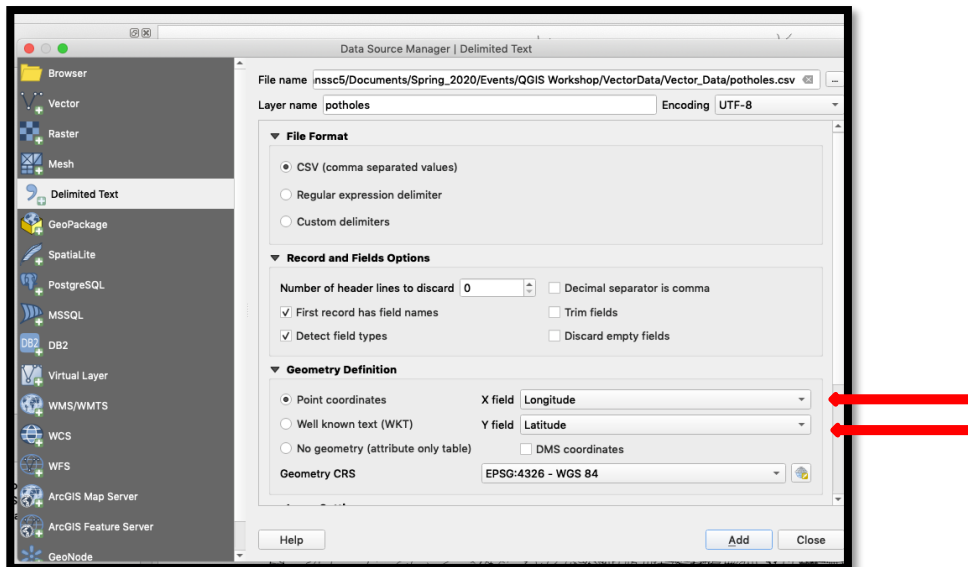 Data Source Manager | Delimited Text
Browser
Vector
Raster
Mesh
Delimited Text
GeoPackage
SpatiaLite
PostgreSQL
MSSQL
DB2 DB2
Virtual Layer
WMS/WMTS
WCS
WFS
ArcGIS Map Server
ArcGIS Feature Server
GeoNode
File name nssc5/Documents/Spring_2020/Events/QGIS Workshop/VectorData/Vector_Data/potholes.csv ...
Layer name potholes Encoding UTF-8
File Format
CSV (comma separated values)
Regular expression delimiter
Custom delimiters
Record and Fields Options
Number of header lines to discard 0 Decimal separator is comma
First record has field names Trim fields
Detect field types Discard empty fields
Geometry Definition
Point coordinates X field Longitude
Well known text (WKT) Y field Latitude
No geometry (attribute only table) DMS coordinates
Geometry CRS EPSG:4326 - WGS 84
Help Add Close